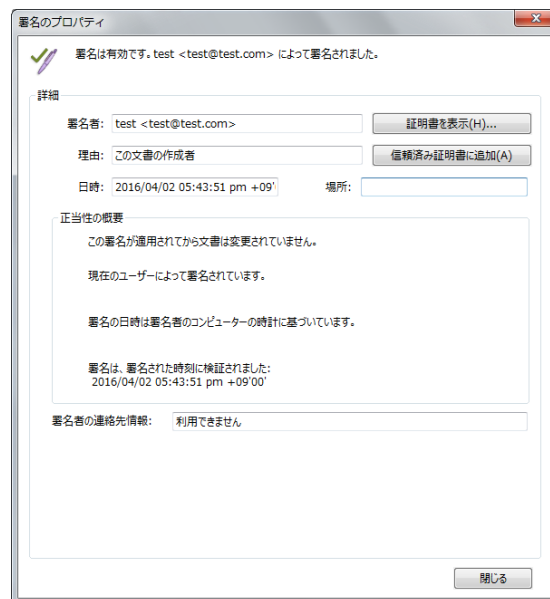 署名のプロパティ
署名は有効です。test <test@test.com> によって署名されました。
詳細
署名者: test <test@test.com> 証明書を表示(H)...
理由: この文書の作成者 信頼済み証明書に追加(A)
日時: 2016/04/02 05:43:51 pm +09' 場所:
正当性の概要
この署名が適用されてから文書は変更されていません。
現在のユーザーによって署名されています。
署名の日時は署名者のコンピューターの時計に基づいています。
署名は、署名された時刻に検証されました:
2016/04/02 05:43:51 pm +09'00'
署名者の連絡先情報: 利用できません
閉じる